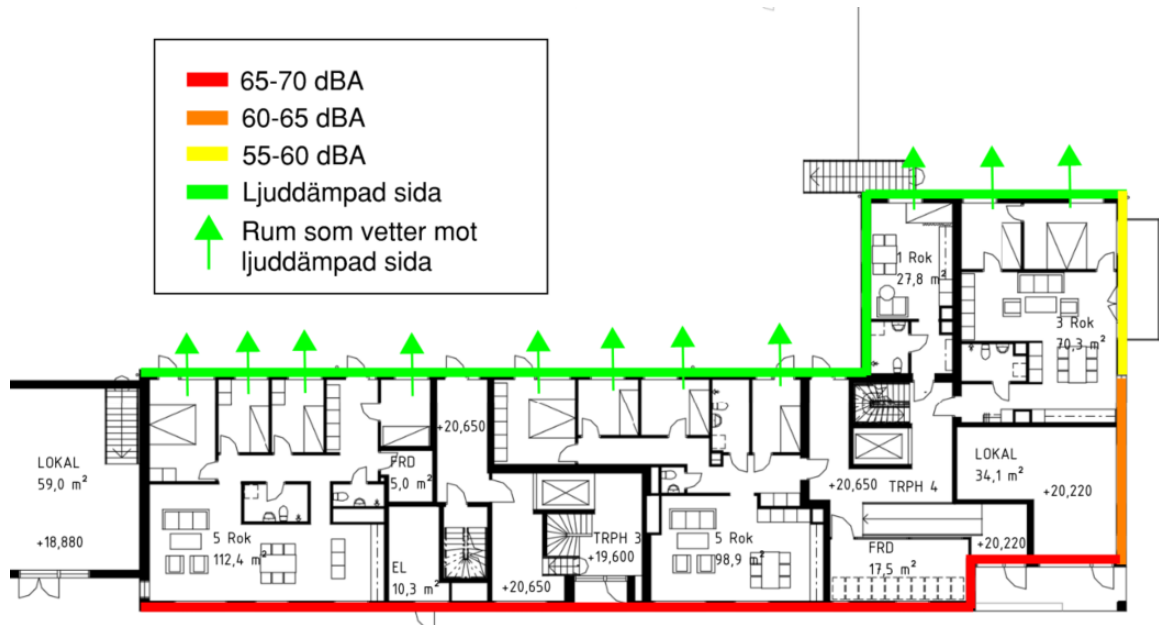 65-70 dBA
60-65 dBA
55-60 dBA
Ljuddämpad sida
Rum som vetter mot
ljuddämpad sida
1 Rok
27,8 m²
3 Rok
70,3 m²
LOKAL
59,0 m²
+18,880
+20,650
FRD
5,0 m²
5 Rok
112,4 m²
EL
10,3 m²
+20,650
TRPH 3
+19,600
5 Rok
98,9 m²
+20,650
TRPH 4
LOKAL
34,1 m²
+20,220
+20,220
FRD
17,5 m²